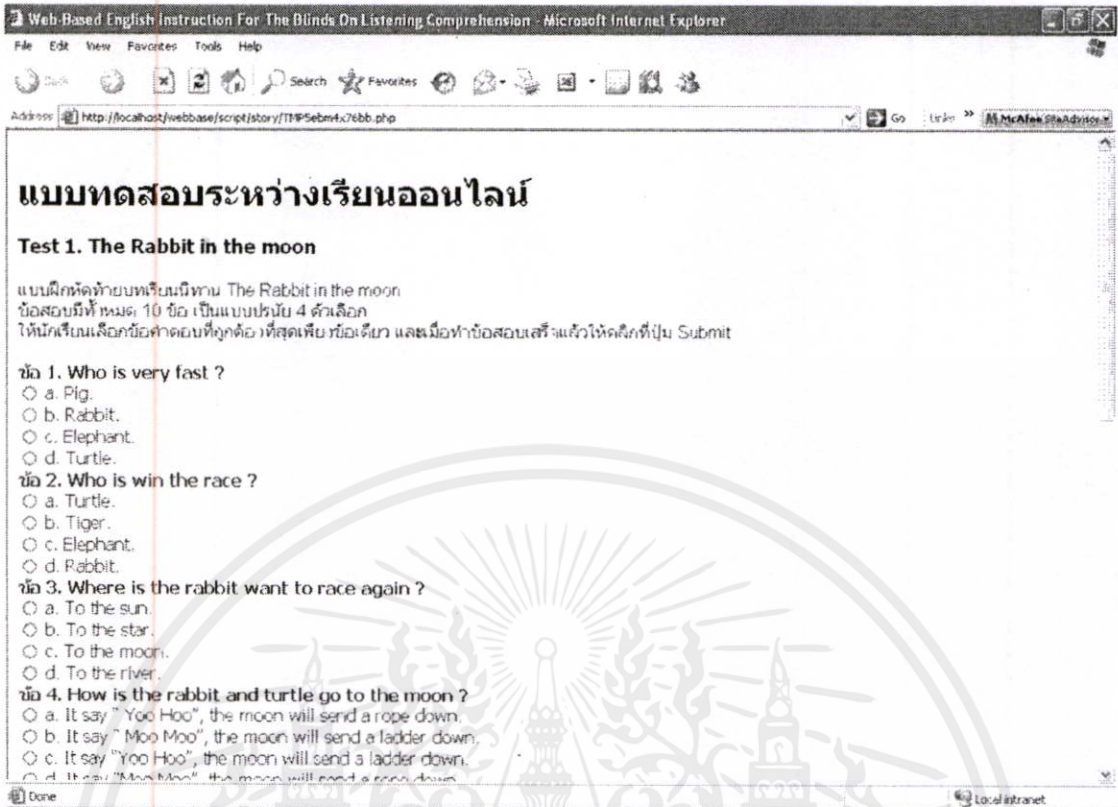 Web-Based English Instruction For The Blinds On Listening Comprehension - Microsoft Internet Explorer
File Edit View Favorites Tools Help
Back Search Favorites
Address http://localhost/webbase/script/story/TMP5ebm4x76bb.php Go Links » McAfee SiteAdvisor
แบบทดสอบระหว่างเรียนออนไลน์
Test 1. The Rabbit in the moon
แบบฝึกหัดท้ายบทเรียนนิทาน The Rabbit in the moon
ข้อสอบมีทั้งหมด 10 ข้อ เป็นแบบปรนัย 4 ตัวเลือก
ให้นักเรียนเลือกข้อคำตอบที่ถูกต้องที่สุดเพียงข้อเดียว และเมื่อทำข้อสอบเสร็จแล้วให้คลิกที่ปุ่ม Submit
ข้อ 1. Who is very fast ?
a. Pig.
b. Rabbit.
c. Elephant.
d. Turtle.
ข้อ 2. Who is win the race ?
a. Turtle.
b. Tiger.
c. Elephant.
d. Rabbit.
ข้อ 3. Where is the rabbit want to race again ?
a. To the sun.
b. To the star.
c. To the moon.
d. To the river.
ข้อ 4. How is the rabbit and turtle go to the moon ?
a. It say " Yoo Hoo", the moon will send a rope down.
b. It say " Moo Moo", the moon will send a ladder down.
c. It say "Yoo Hoo", the moon will send a ladder down.
d. It say "Moo Moo", the moon will send a rope down.
Done Local intranet